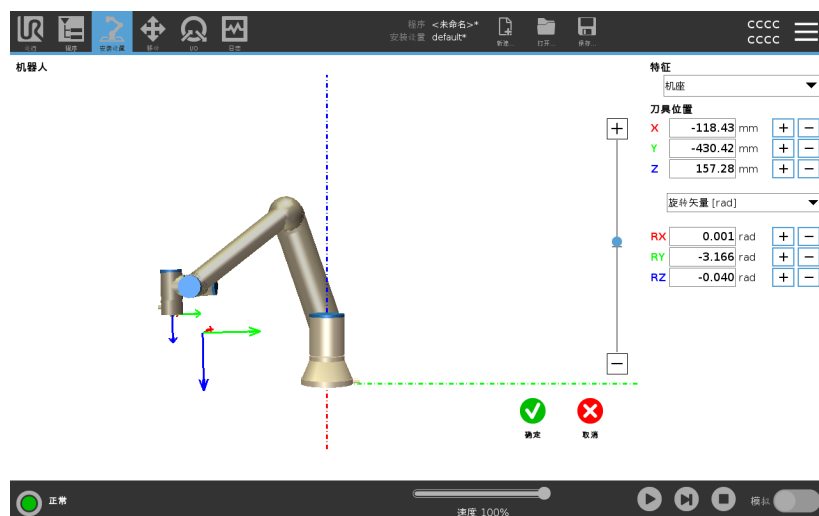 运行 程序 安装设置 移动 I/O 日志
程序 <未命名>*
安装设置 default*
新建... 打开... 保存...
CCCC
CCCC
机器人
特征
机座
刀具位置
X -118.43 mm + −
Y -430.42 mm + −
Z 157.28 mm + −
旋转矢量 [rad]
RX 0.001 rad + −
RY -3.166 rad + −
RZ -0.040 rad + −
+
−
确定 取消
正常
速度 100%
模拟